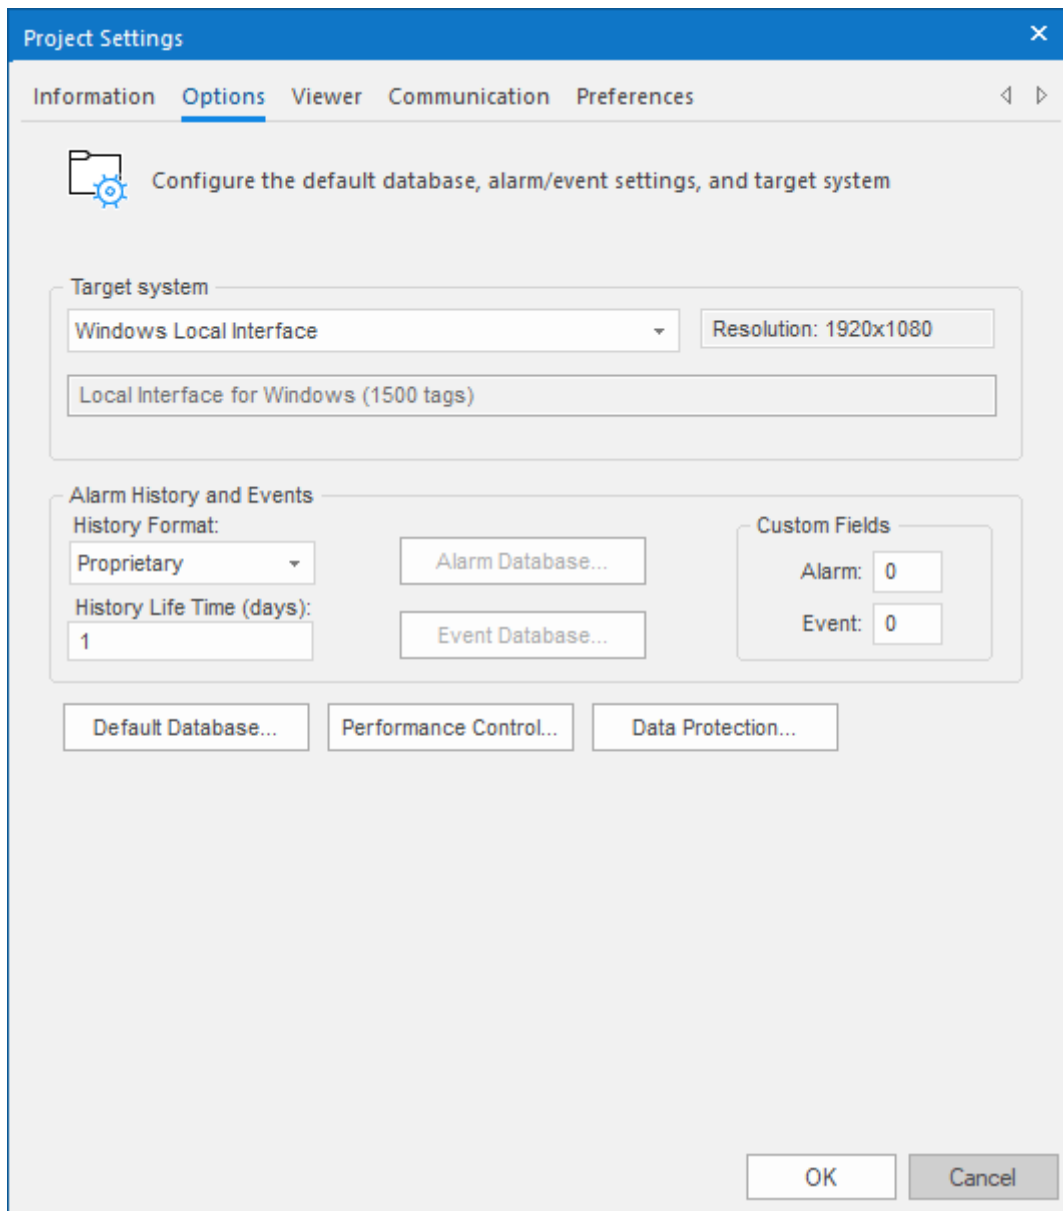 Project Settings
Information Options Viewer Communication Preferences
Configure the default database, alarm/event settings, and target system
Target system
Windows Local Interface
Resolution: 1920x1080
Local Interface for Windows (1500 tags)
Alarm History and Events
History Format:
Proprietary
History Life Time (days):
1
Alarm Database...
Event Database...
Custom Fields
Alarm: 0
Event: 0
Default Database... Performance Control... Data Protection...
OK Cancel